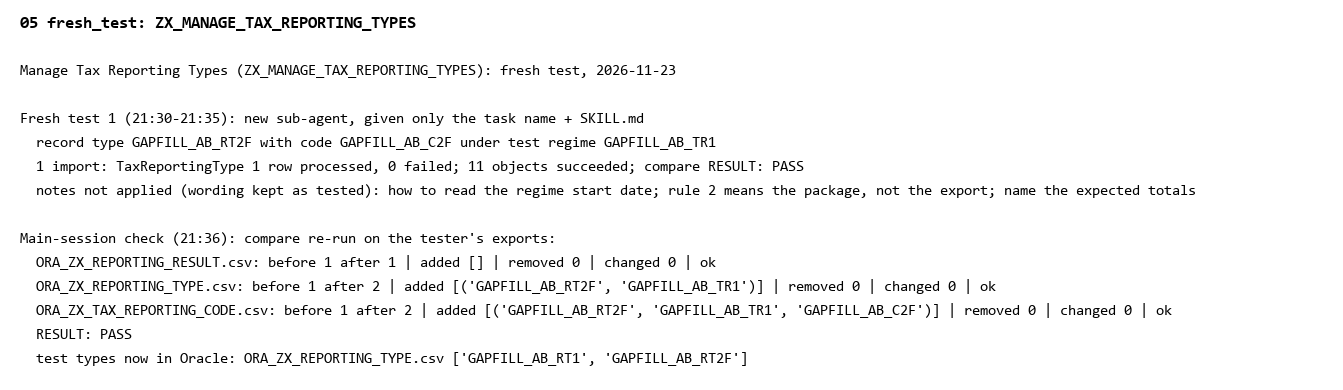 05 fresh_test: ZX_MANAGE_TAX_REPORTING_TYPES
Manage Tax Reporting Types (ZX_MANAGE_TAX_REPORTING_TYPES): fresh test, 2026-11-23
Fresh test 1 (21:30-21:35): new sub-agent, given only the task name + SKILL.md
record type GAPFILL_AB_RT2F with code GAPFILL_AB_C2F under test regime GAPFILL_AB_TR1
1 import: TaxReportingType 1 row processed, 0 failed; 11 objects succeeded; compare RESULT: PASS
notes not applied (wording kept as tested): how to read the regime start date; rule 2 means the package, not the export; name the expected totals
Main-session check (21:36): compare re-run on the tester's exports:
ORA_ZX_REPORTING_RESULT.csv: before 1 after 1 | added [] | removed 0 | changed 0 | ok
ORA_ZX_REPORTING_TYPE.csv: before 1 after 2 | added [('GAPFILL_AB_RT2F', 'GAPFILL_AB_TR1')] | removed 0 | changed 0 | ok
ORA_ZX_TAX_REPORTING_CODE.csv: before 1 after 2 | added [('GAPFILL_AB_RT2F', 'GAPFILL_AB_TR1', 'GAPFILL_AB_C2F')] | removed 0 | changed 0 | ok
RESULT: PASS
test types now in Oracle: ORA_ZX_REPORTING_TYPE.csv ['GAPFILL_AB_RT1', 'GAPFILL_AB_RT2F']